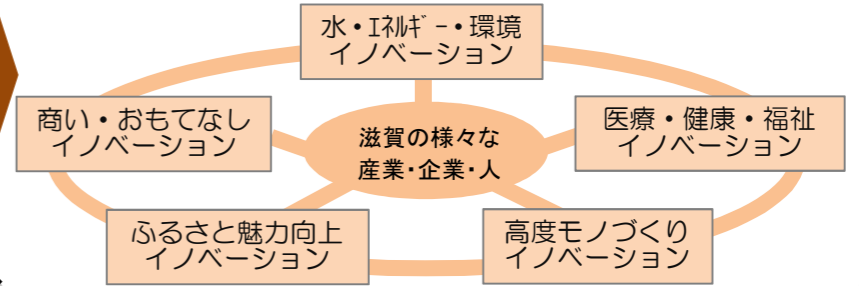 水・ｴﾈﾙｷﾞｰ・環境
イノベーション
商い・おもてなし
イノベーション
滋賀の様々な
産業・企業・人
医療・健康・福祉
イノベーション
ふるさと魅力向上
イノベーション
高度モノづくり
イノベーション